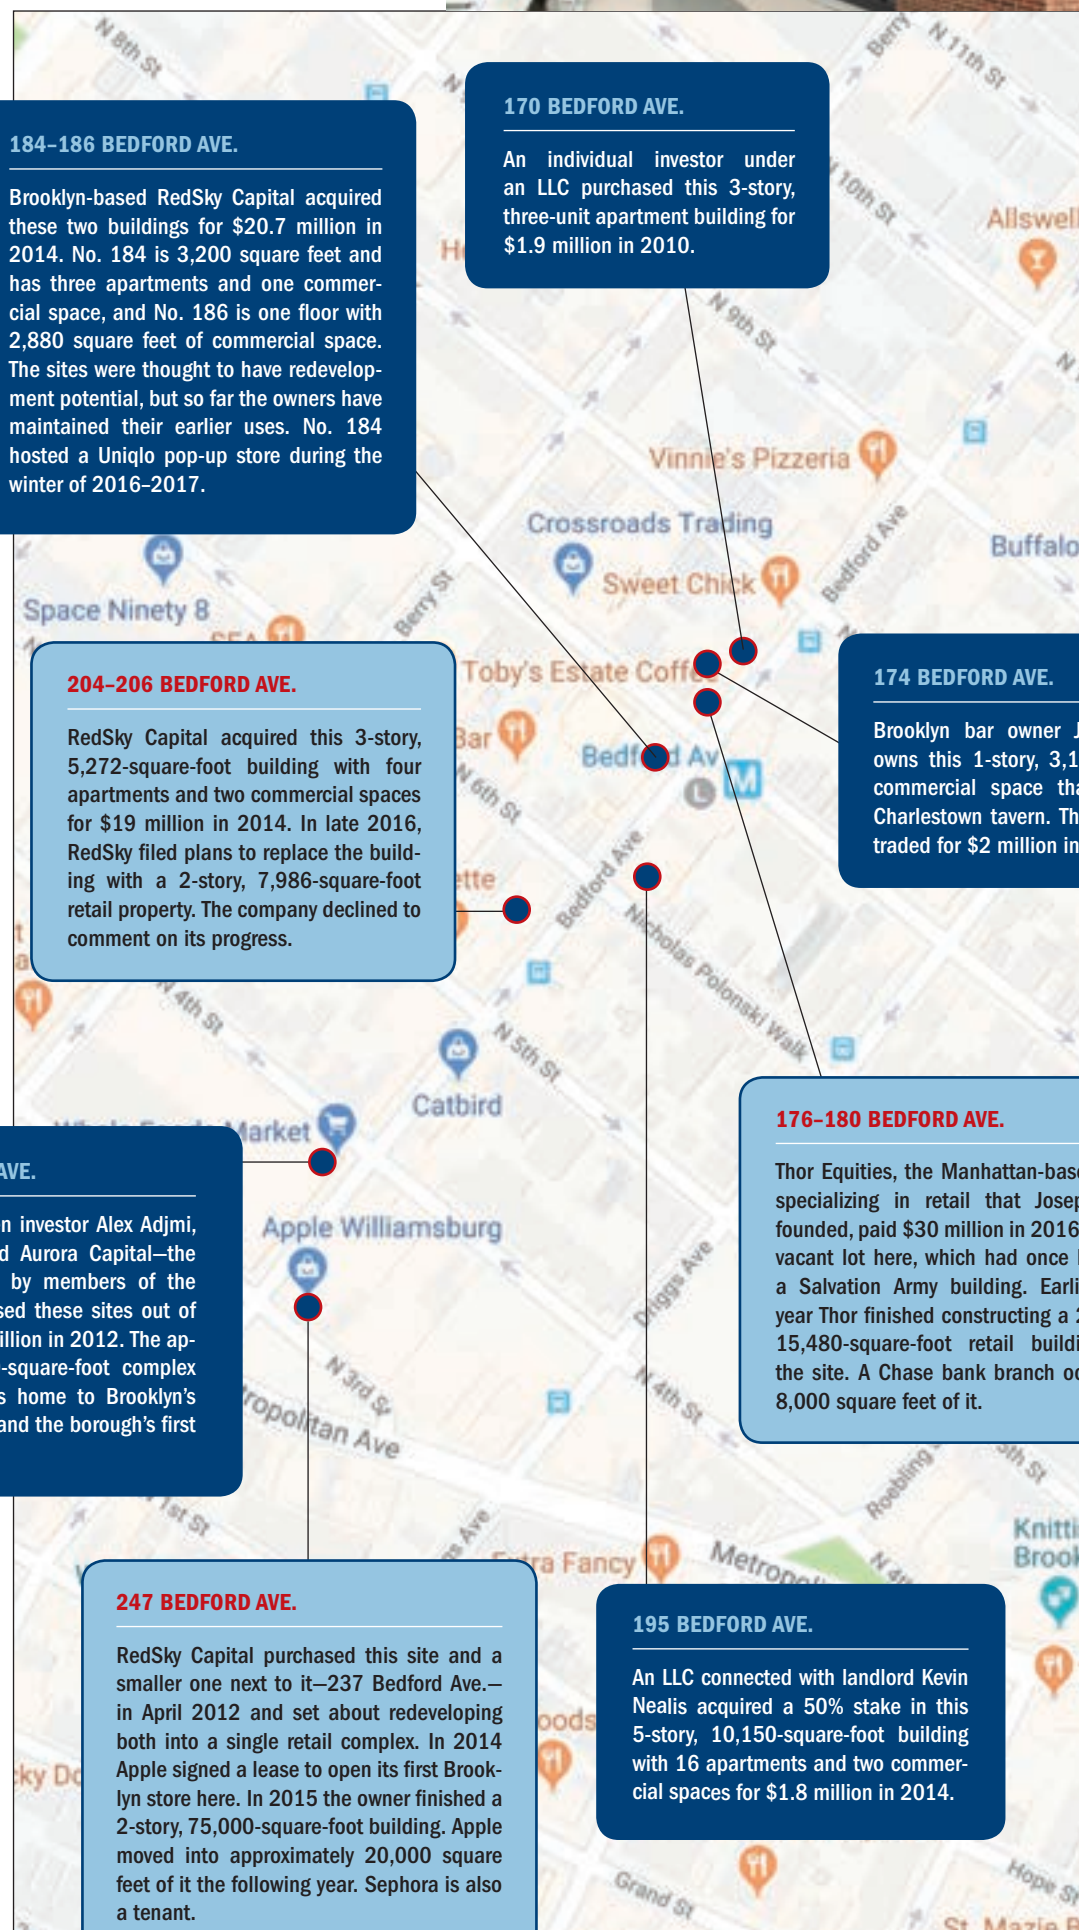 N 8th St
Berry
N 11th St
170 BEDFORD AVE.
An individual investor under
an LLC purchased this 3-story,
three-unit apartment building for
$1.9 million in 2010.
184–186 BEDFORD AVE.
Brooklyn-based RedSky Capital acquired
these two buildings for $20.7 million in
2014. No. 184 is 3,200 square feet and
has three apartments and one commer-
cial space, and No. 186 is one floor with
2,880 square feet of commercial space.
The sites were thought to have redevelop-
ment potential, but so far the owners have
maintained their earlier uses. No. 184
hosted a Uniqlo pop-up store during the
winter of 2016–2017.
N 10th St
Allswell
N 9th St
Vinnie's Pizzeria
Crossroads Trading
Bedford Ave
Buffalo
Sweet Chick
Space Ninety 8
Berry St
Toby's Estate Coffee
204–206 BEDFORD AVE.
RedSky Capital acquired this 3-story,
5,272-square-foot building with four
apartments and two commercial spaces
for $19 million in 2014. In late 2016,
RedSky filed plans to replace the build-
ing with a 2-story, 7,986-square-foot
retail property. The company declined to
comment on its progress.
Bar
Bedford Av
L
M
N 6th St
174 BEDFORD AVE.
Brooklyn bar owner J
owns this 1-story, 3,1
commercial space tha
Charlestown tavern. Th
traded for $2 million in
ette
Bedford Ave
Nicholas Polonski Walk
N 4th St
N 5th St
Catbird
Market
176–180 BEDFORD AVE.
Thor Equities, the Manhattan-base
specializing in retail that Josep
founded, paid $30 million in 2016
vacant lot here, which had once
a Salvation Army building. Earli
year Thor finished constructing a 2
15,480-square-foot retail buildi
the site. A Chase bank branch oc
8,000 square feet of it.
AVE.
n investor Alex Adjmi,
d Aurora Capital—the
by members of the
sed these sites out of
illion in 2012. The ap-
-square-foot complex
s home to Brooklyn's
and the borough's first
Apple Williamsburg
Driggs Ave
N 3rd St
ropolitan Ave
N 4th St
Roebling
5th St
1st St
s Ave
Extra Fancy
Metropol
N 4th
Knitti
Brook
247 BEDFORD AVE.
RedSky Capital purchased this site and a
smaller one next to it—237 Bedford Ave.—
in April 2012 and set about redeveloping
both into a single retail complex. In 2014
Apple signed a lease to open its first Brook-
lyn store here. In 2015 the owner finished a
2-story, 75,000-square-foot building. Apple
moved into approximately 20,000 square
feet of it the following year. Sephora is also
a tenant.
195 BEDFORD AVE.
An LLC connected with landlord Kevin
Nealis acquired a 50% stake in this
5-story, 10,150-square-foot building
with 16 apartments and two commer-
cial spaces for $1.8 million in 2014.
oods
cky Do
Grand St
Hope St
St. Mazie B